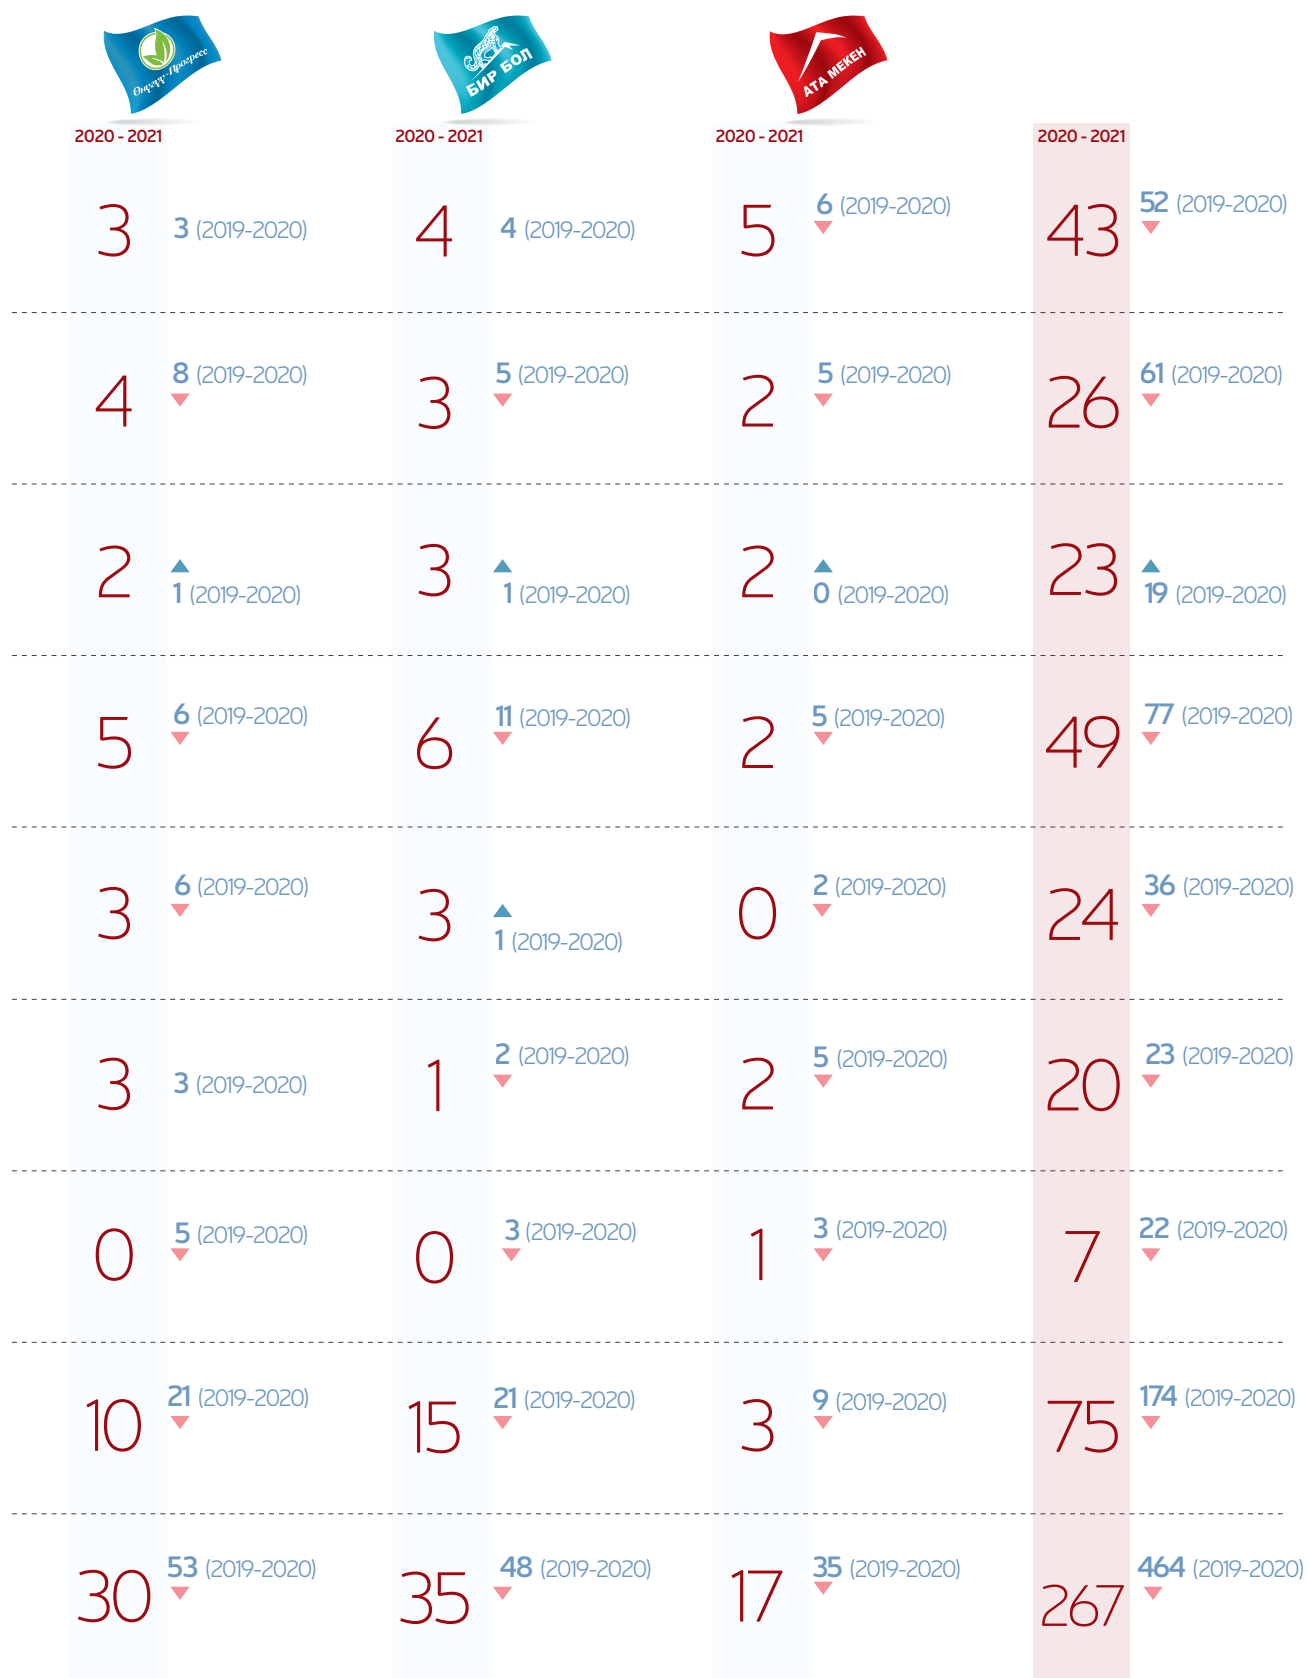 Өнүгүү-Прогресс
БИР БОЛ
АТА МЕКЕН
2020 - 2021 2020 - 2021 2020 - 2021 2020 - 2021
3 3 (2019-2020) 4 4 (2019-2020) 5 6 (2019-2020) 43 52 (2019-2020)
4 8 (2019-2020) 3 5 (2019-2020) 2 5 (2019-2020) 26 61 (2019-2020)
2 1 (2019-2020) 3 1 (2019-2020) 2 0 (2019-2020) 23 19 (2019-2020)
5 6 (2019-2020) 6 11 (2019-2020) 2 5 (2019-2020) 49 77 (2019-2020)
3 6 (2019-2020) 3 1 (2019-2020) 0 2 (2019-2020) 24 36 (2019-2020)
3 3 (2019-2020) 1 2 (2019-2020) 2 5 (2019-2020) 20 23 (2019-2020)
0 5 (2019-2020) 0 3 (2019-2020) 1 3 (2019-2020) 7 22 (2019-2020)
10 21 (2019-2020) 15 21 (2019-2020) 3 9 (2019-2020) 75 174 (2019-2020)
30 53 (2019-2020) 35 48 (2019-2020) 17 35 (2019-2020) 267 464 (2019-2020)